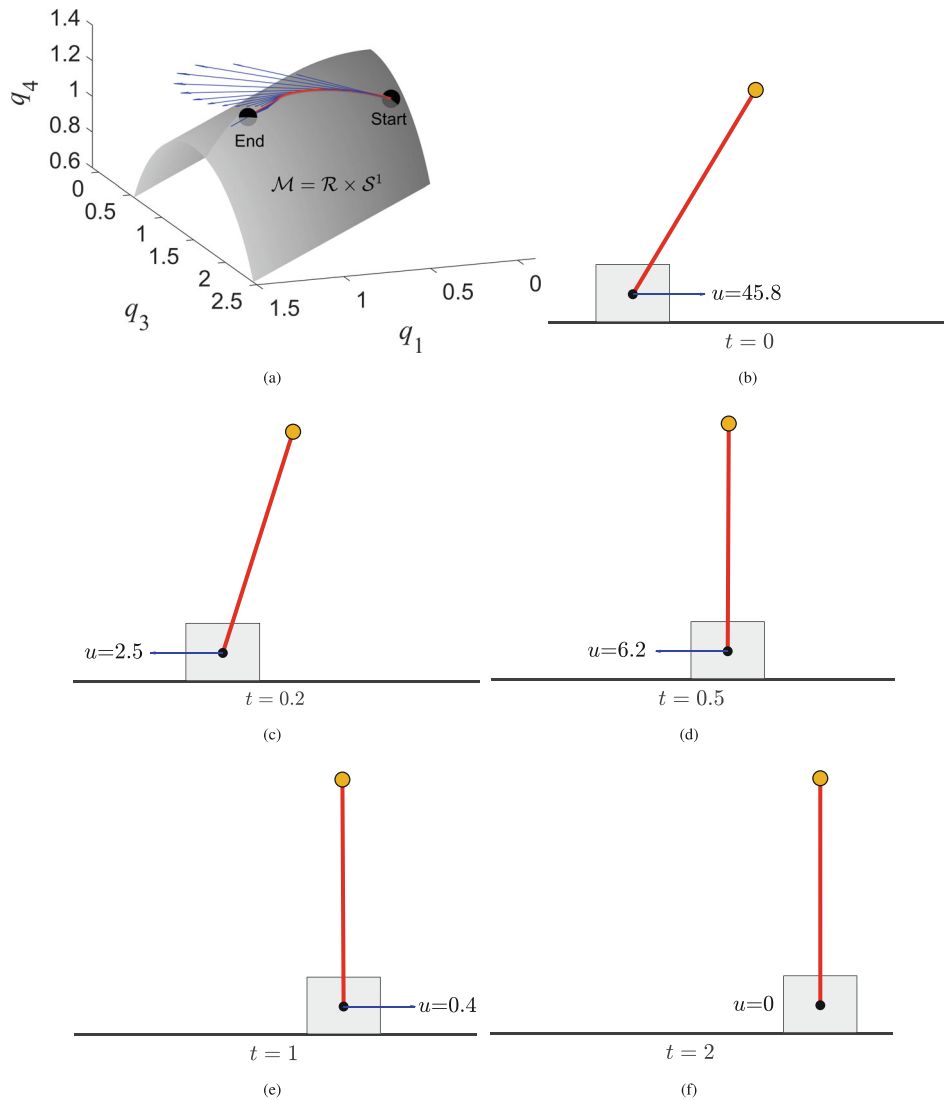 1.4
1.2
1
0.8
0.6
q₄
0
0.5
1
1.5
2
2.5
q₃
1.5
1
0.5
0
q₁
Start
End
ℳ = ℛ × 𝒮¹
(a)
u=45.8
t = 0
(b)
u=2.5
t = 0.2
(c)
u=6.2
t = 0.5
(d)
u=0.4
t = 1
(e)
u=0
t = 2
(f)